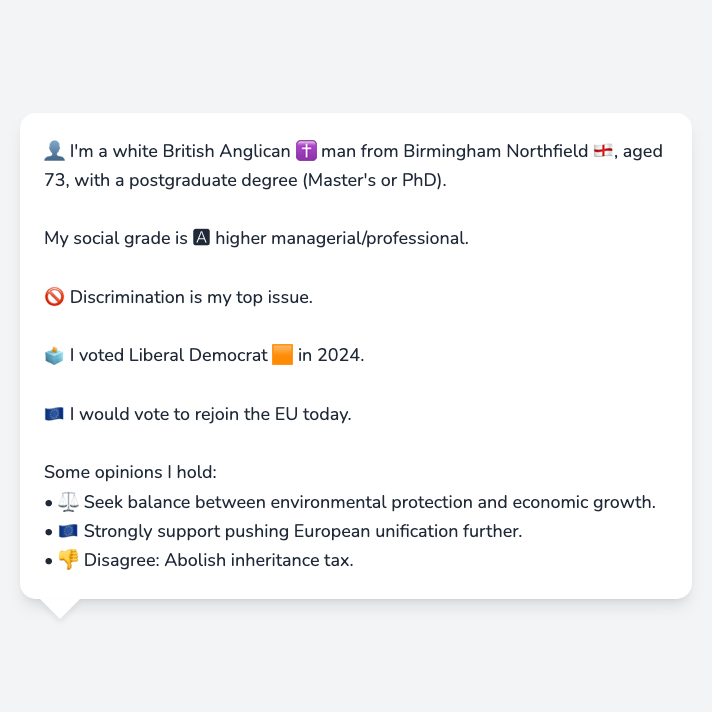 👤 I'm a white British Anglican ✝️ man from Birmingham Northfield 🏴󠁧󠁢󠁥󠁮󠁧󠁿, aged
73, with a postgraduate degree (Master's or PhD).
My social grade is 🅰 higher managerial/professional.
🚫 Discrimination is my top issue.
🗳️ I voted Liberal Democrat 🟧 in 2024.
🇪🇺 I would vote to rejoin the EU today.
Some opinions I hold:
• ⚖️ Seek balance between environmental protection and economic growth.
• 🇪🇺 Strongly support pushing European unification further.
• 👎 Disagree: Abolish inheritance tax.